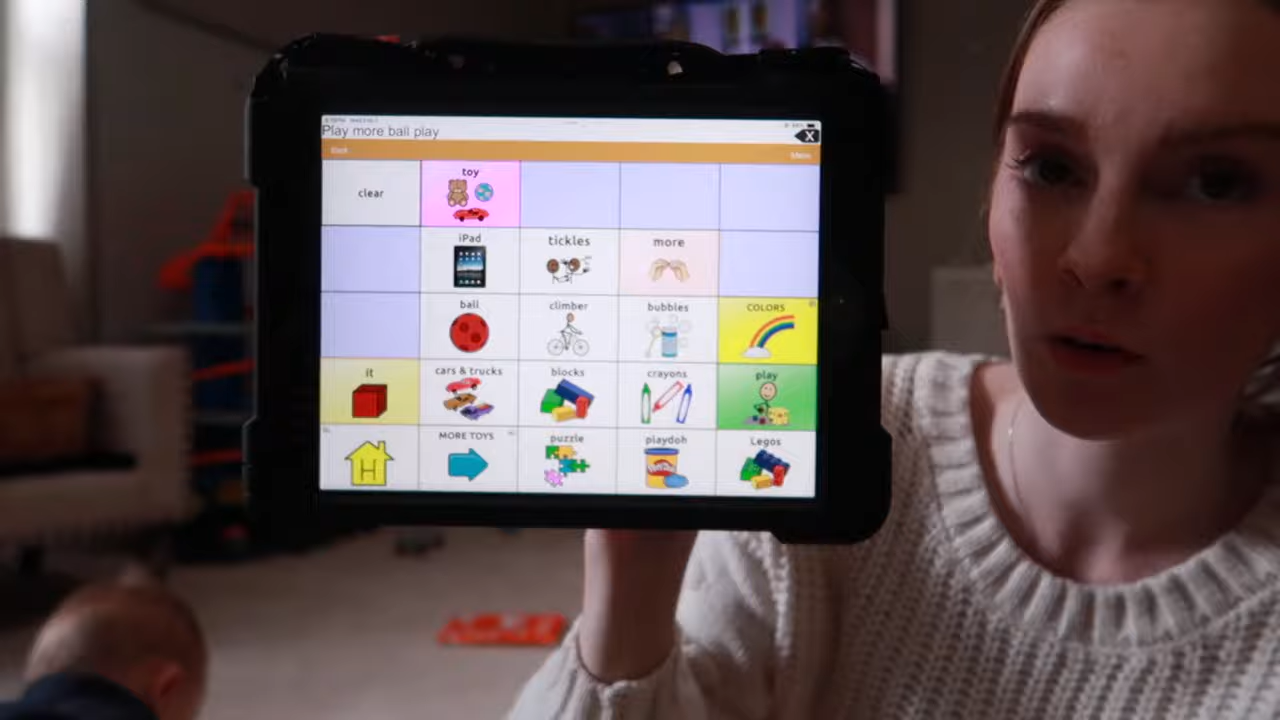 Play more ball play
X
Back
Menu
clear
toy
iPad
tickles
more
ball
climber
bubbles
COLORS
it
cars & trucks
blocks
crayons
play
H
MORE TOYS
puzzle
playdoh
Legos